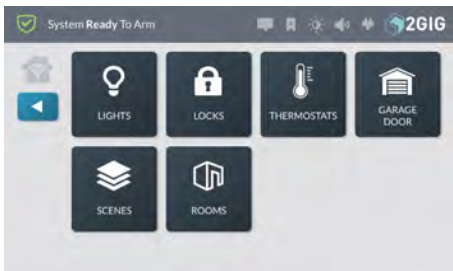 System Ready To Arm
2GIG
LIGHTS
LOCKS
THERMOSTATS
GARAGE
DOOR
SCENES
ROOMS